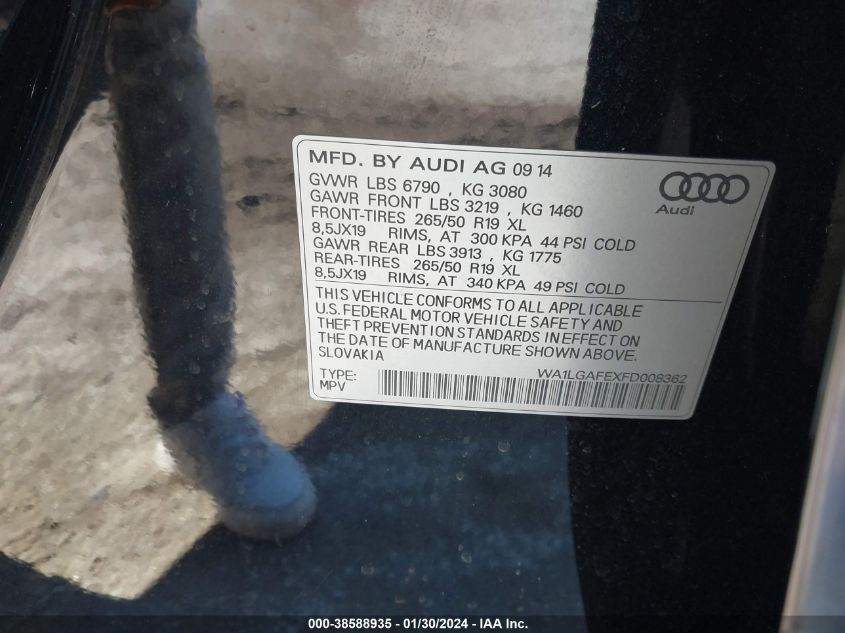 MFD. BY AUDI AG 09 14
GVWR LBS 6790 , KG 3080
GAWR FRONT LBS 3219 , KG 1460
FRONT-TIRES 265/50 R19 XL
8,5JX19 RIMS, AT 300 KPA 44 PSI COLD
GAWR REAR LBS 3913 , KG 1775
REAR-TIRES 265/50 R19 XL
8,5JX19 RIMS, AT 340 KPA 49 PSI COLD
Audi
THIS VEHICLE CONFORMS TO ALL APPLICABLE
U.S. FEDERAL MOTOR VEHICLE SAFETY AND
THEFT PREVENTION STANDARDS IN EFFECT ON
THE DATE OF MANUFACTURE SHOWN ABOVE.
SLOVAKIA
TYPE: WA1LGAFEXFD008362
MPV
000-38588935 - 01/30/2024 - IAA Inc.